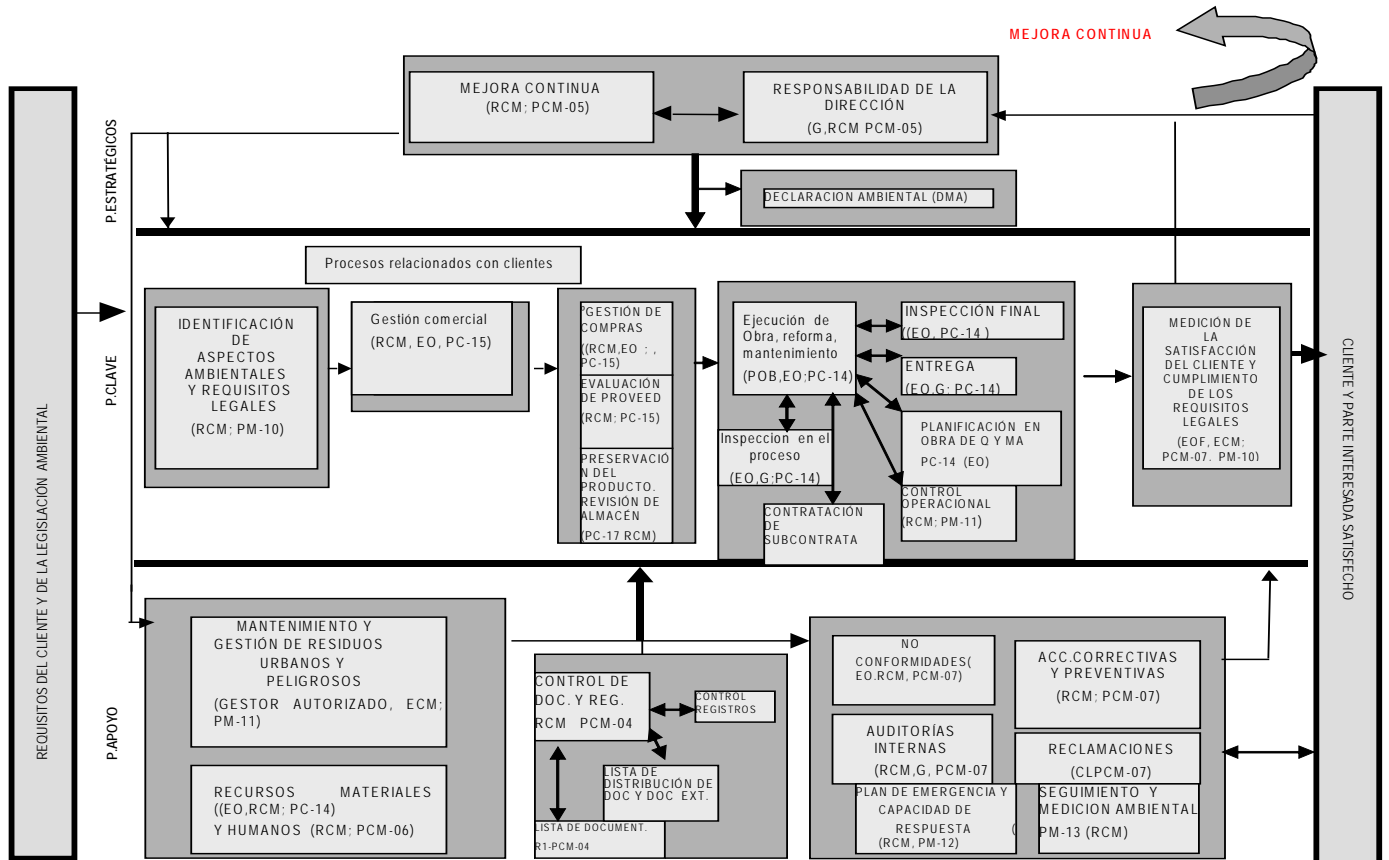 MEJORA CONTINUA
MEJORA CONTINUA
(RCM; PCM-05)
RESPONSABILIDAD DE LA
DIRECCIÓN
(G,RCM PCM-05)
DECLARACION AMBIENTAL (DMA)
P.ESTRATÉGICOS
REQUISITOS DEL CLIENTE Y DE LA LEGISLACIÓN AMBIENTAL
Procesos relacionados con clientes
P.CLAVE
IDENTIFICACIÓN
DE
ASPECTOS
AMBIENTALES
Y REQUISITOS
LEGALES
(RCM; PM-10)
Gestión comercial
(RCM, EO, PC-15)
GESTIÓN DE
COMPRAS
((RCM,EO ; ,
PC-15)
EVALUACIÓN
DE PROVEED
(RCM; PC-15)
PRESERVACIÓ
N DEL
PRODUCTO.
REVISIÓN DE
ALMACÉN
(PC-17 RCM)
Ejecución de
Obra, reforma,
mantenimiento
(POB,EO;PC-14)
INSPECCIÓN FINAL
((EO, PC-14 )
ENTREGA
(EO,G; PC-14)
PLANIFICACIÓN EN
OBRA DE Q Y MA
PC-14 (EO)
Inspeccion en el
proceso
(EO,G;PC-14)
CONTROL
OPERACIONAL
(RCM; PM-11)
CONTRATACIÓN
DE
SUBCONTRATA
MEDICIÓN DE
LA
SATISFACCIÓN
DEL CLIENTE Y
CUMPLIMIENTO
DE LOS
REQUISITOS
LEGALES
(EOF, ECM;
PCM-07. PM-10)
CLIENTE Y PARTE INTERESADA SATISFECHO
P.APOYO
MANTENIMIENTO Y
GESTIÓN DE RESIDUOS
URBANOS Y
PELIGROSOS
(GESTOR AUTORIZADO, ECM;
PM-11)
RECURSOS MATERIALES
((EO,RCM; PC-14)
Y HUMANOS (RCM; PCM-06)
CONTROL DE
DOC. Y REG.
RCM PCM-04
CONTROL
REGISTROS
LISTA DE
DISTRIBUCIÓN DE
DOC Y DOC EXT.
LISTA DE DOCUMENT.
R1-PCM-04
NO
CONFORMIDADES(
EO.RCM, PCM-07)
ACC.CORRECTIVAS
Y PREVENTIVAS
(RCM; PCM-07)
AUDITORÍAS
INTERNAS
(RCM,G, PCM-07
RECLAMACIONES
(CLPCM-07)
PLAN DE EMERGENCIA Y
CAPACIDAD DE
RESPUESTA (
(RCM, PM-12)
SEGUIMIENTO Y
MEDICION AMBIENTAL
PM-13 (RCM)